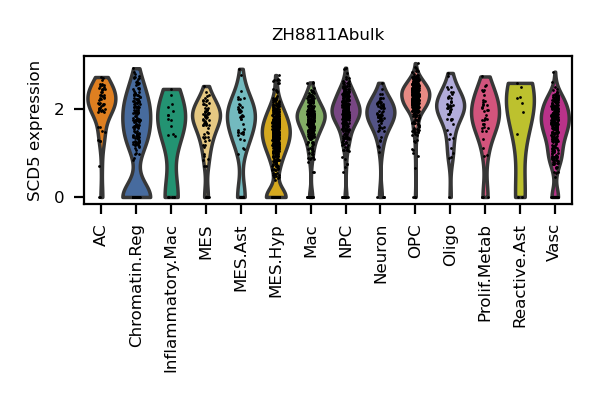 ZH8811Abulk
SCD5 expression
2
0
AC
Chromatin.Reg
Inflammatory.Mac
MES
MES.Ast
MES.Hyp
Mac
NPC
Neuron
OPC
Oligo
Prolif.Metab
Reactive.Ast
Vasc